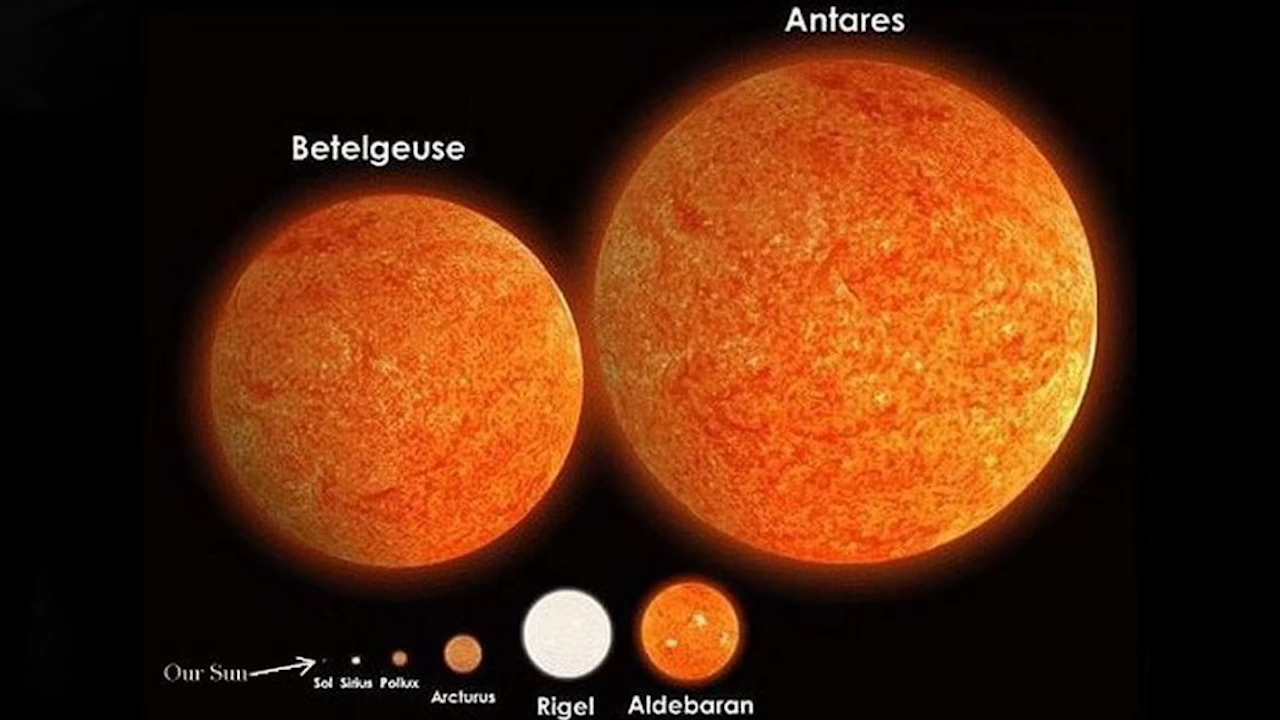 Antares
Betelgeuse
Our Sun
Sol
Sirius
Pollux
Arcturus
Rigel
Aldebaran